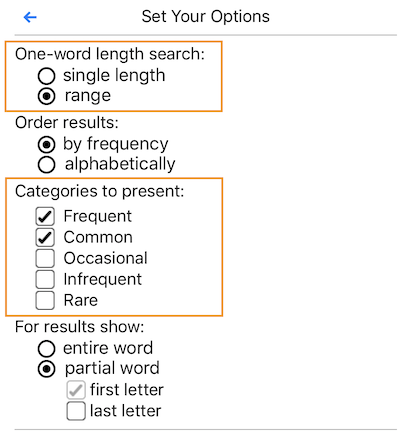 Set Your Options
One-word length search:
single length
range
Order results:
by frequency
alphabetically
Categories to present:
Frequent
Common
Occasional
Infrequent
Rare
For results show:
entire word
partial word
first letter
last letter